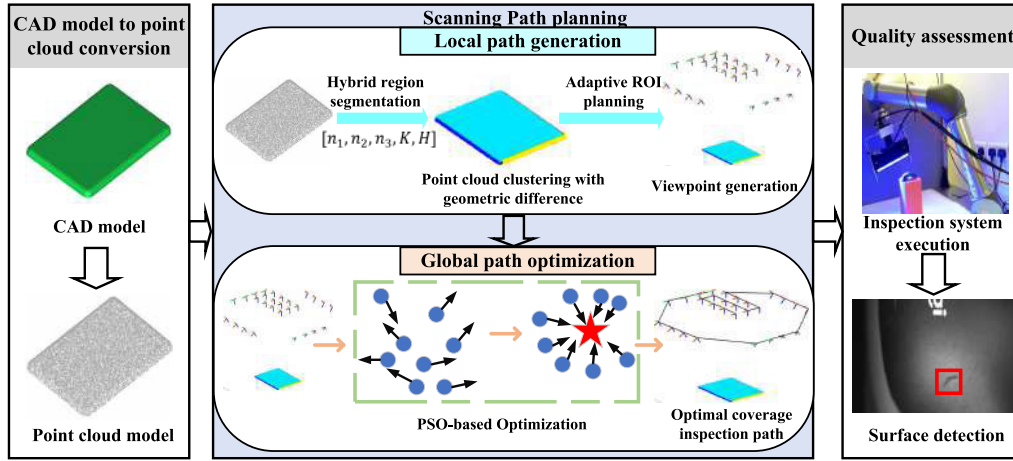 CAD model to point
cloud conversion
CAD model
Point cloud model
Scanning Path planning
Local path generation
Hybrid region
segmentation
[n₁, n₂, n₃, K, H]
Adaptive ROI
planning
Point cloud clustering with
geometric difference
Viewpoint generation
Global path optimization
PSO-based Optimization
Optimal coverage
inspection path
Quality assessment
Inspection system
execution
Surface detection